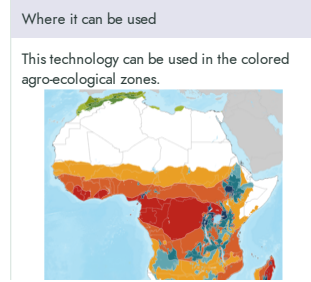 Where it can be used
This technology can be used in the colored
agro-ecological zones.